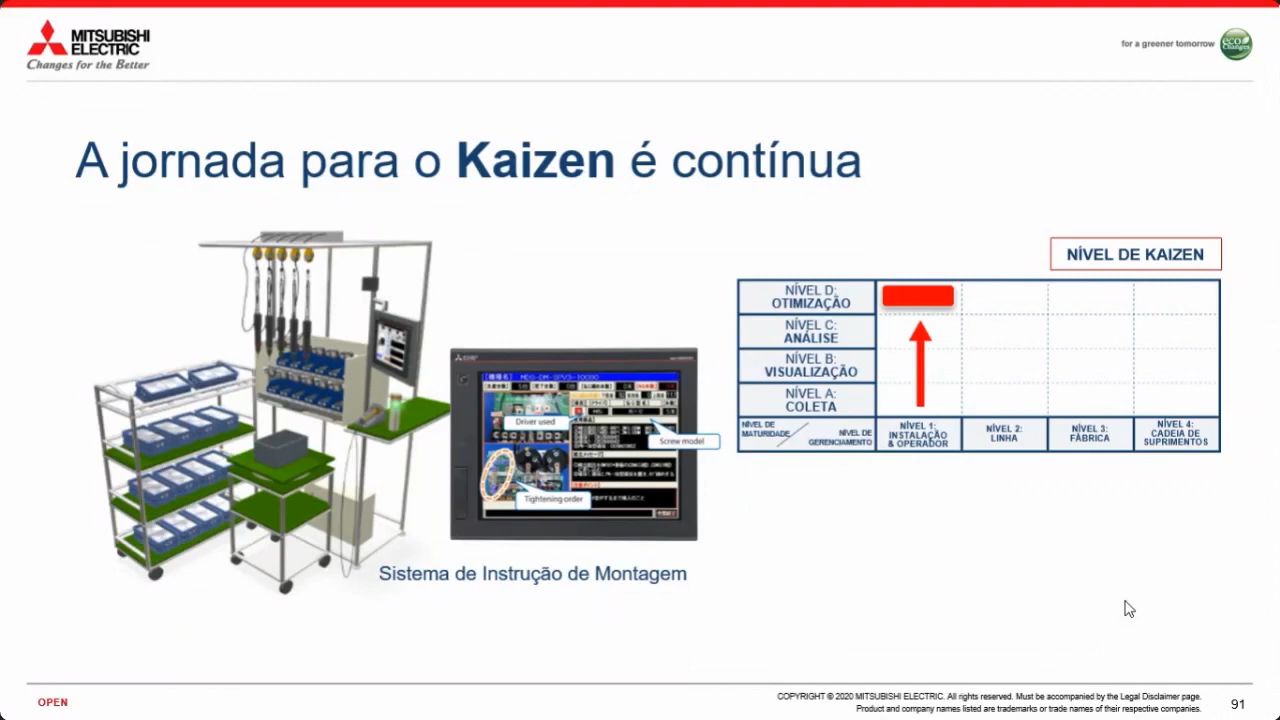 MITSUBISHI
ELECTRIC
Changes for the Better
for a greener tomorrow
eco
Changes
A jornada para o Kaizen é contínua
NÍVEL DE KAIZEN
NÍVEL D:
OTIMIZAÇÃO
NÍVEL C:
ANÁLISE
NÍVEL B:
VISUALIZAÇÃO
NÍVEL A:
COLETA
NÍVEL DE
MATURIDADE
NÍVEL DE
GERENCIAMENTO
NÍVEL 1:
INSTALAÇÃO
& OPERADOR
NÍVEL 2:
LINHA
NÍVEL 3:
FÁBRICA
NÍVEL 4:
CADEIA DE
SUPRIMENTOS
Driver used
Screw model
Tightening order
Sistema de Instrução de Montagem
OPEN
COPYRIGHT © 2020 MITSUBISHI ELECTRIC. All rights reserved. Must be accompanied by the Legal Disclaimer page.
Product and company names listed are trademarks or trade names of their respective companies.
91